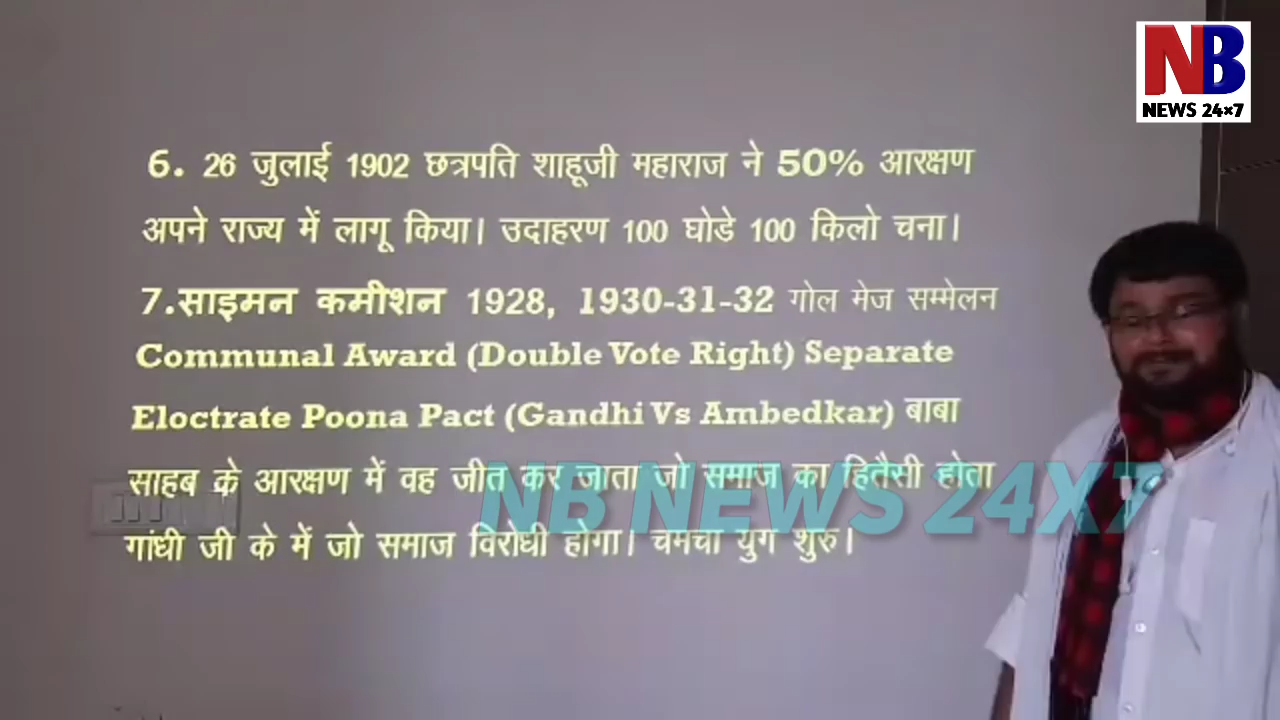 NB
NEWS 24×7
6. 26 जुलाई 1902 छत्रपति शाहूजी महाराज ने 50% आरक्षण
अपने राज्य में लागू किया। उदाहरण 100 घोडे 100 किलो चना।
7.साइमन कमीशन 1928, 1930-31-32 गोल मेज सम्मेलन
Communal Award (Double Vote Right) Separate
Eloctrate Poona Pact (Gandhi Vs Ambedkar) बाबा
साहब के आरक्षण में वह जीत कर जाता जो समाज का हितैसी होता
NB NEWS 24X7
गांधी जी के में जो समाज विरोधी होगा। चमचा युग शुरु।